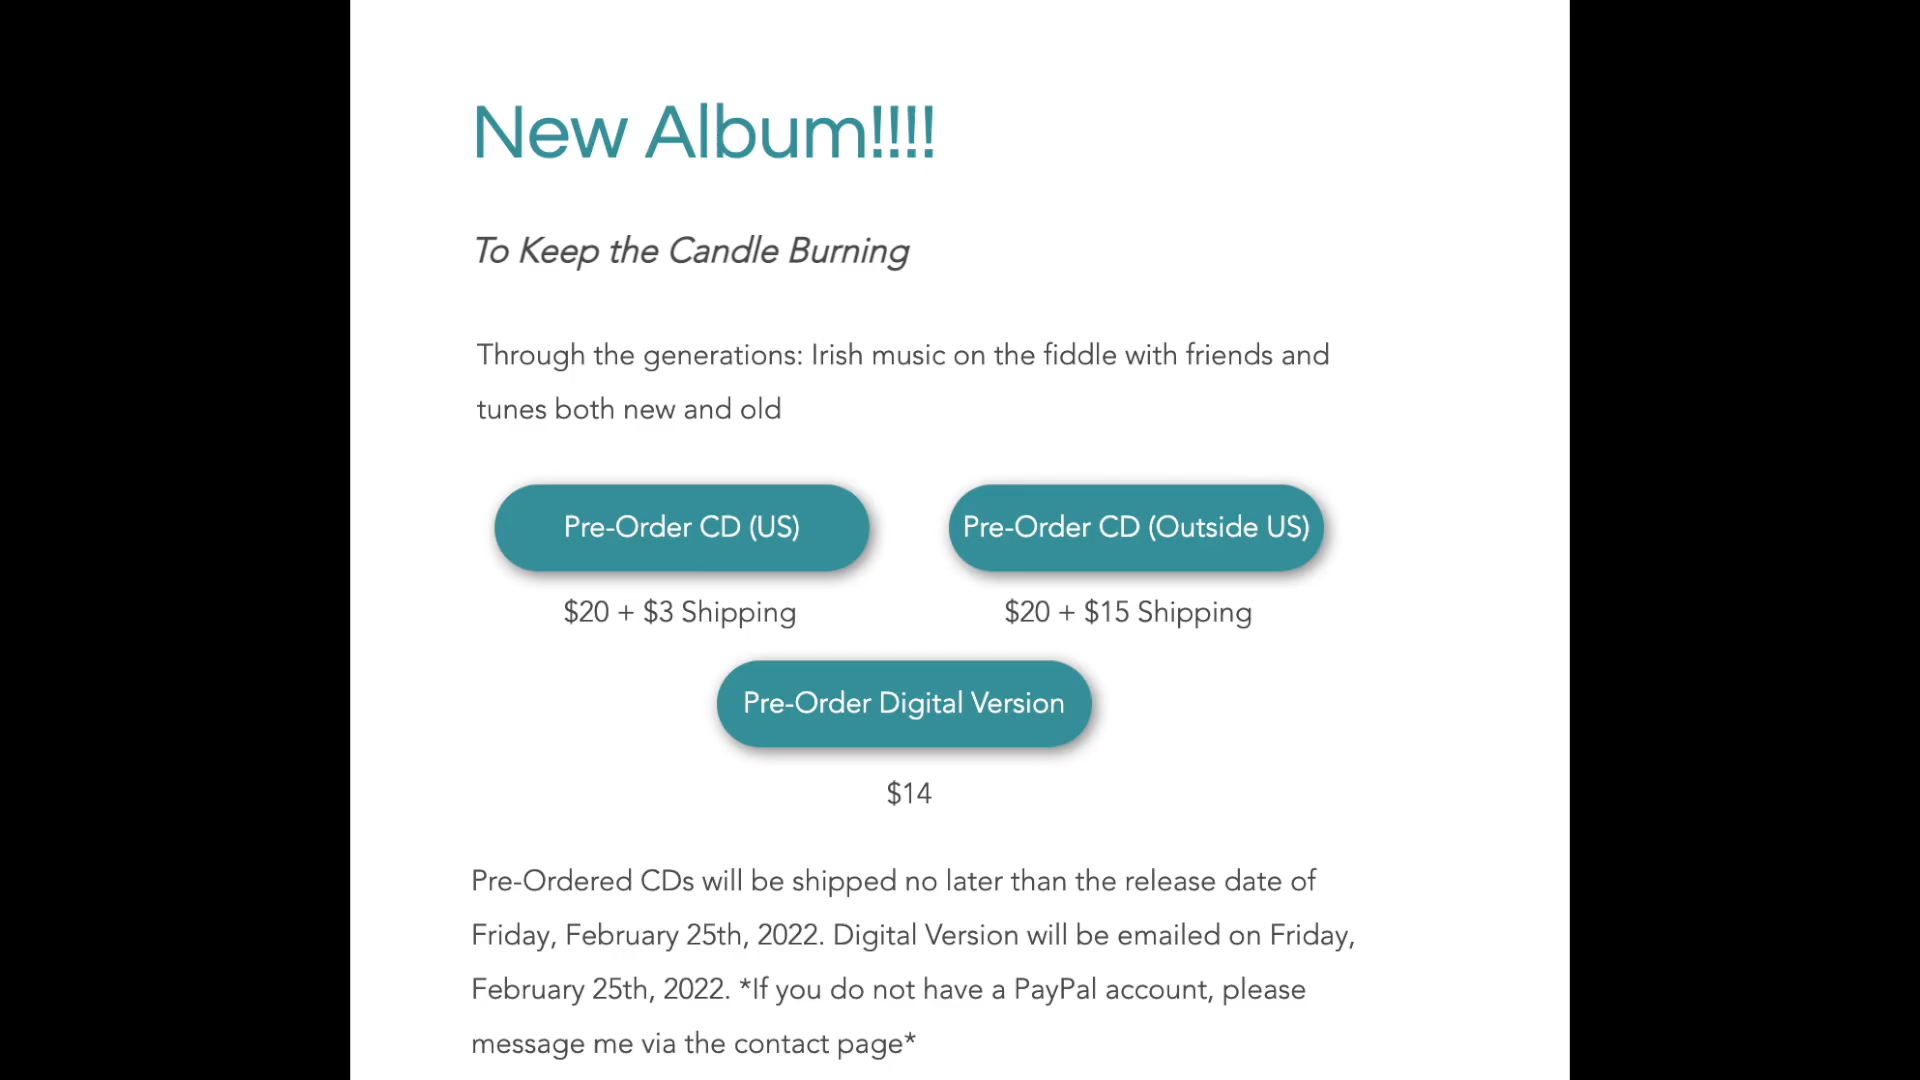 New Album!!!!
To Keep the Candle Burning
Through the generations: Irish music on the fiddle with friends and
tunes both new and old
Pre-Order CD (US)
Pre-Order CD (Outside US)
$20 + $3 Shipping
$20 + $15 Shipping
Pre-Order Digital Version
$14
Pre-Ordered CDs will be shipped no later than the release date of
Friday, February 25th, 2022. Digital Version will be emailed on Friday,
February 25th, 2022. *If you do not have a PayPal account, please
message me via the contact page*